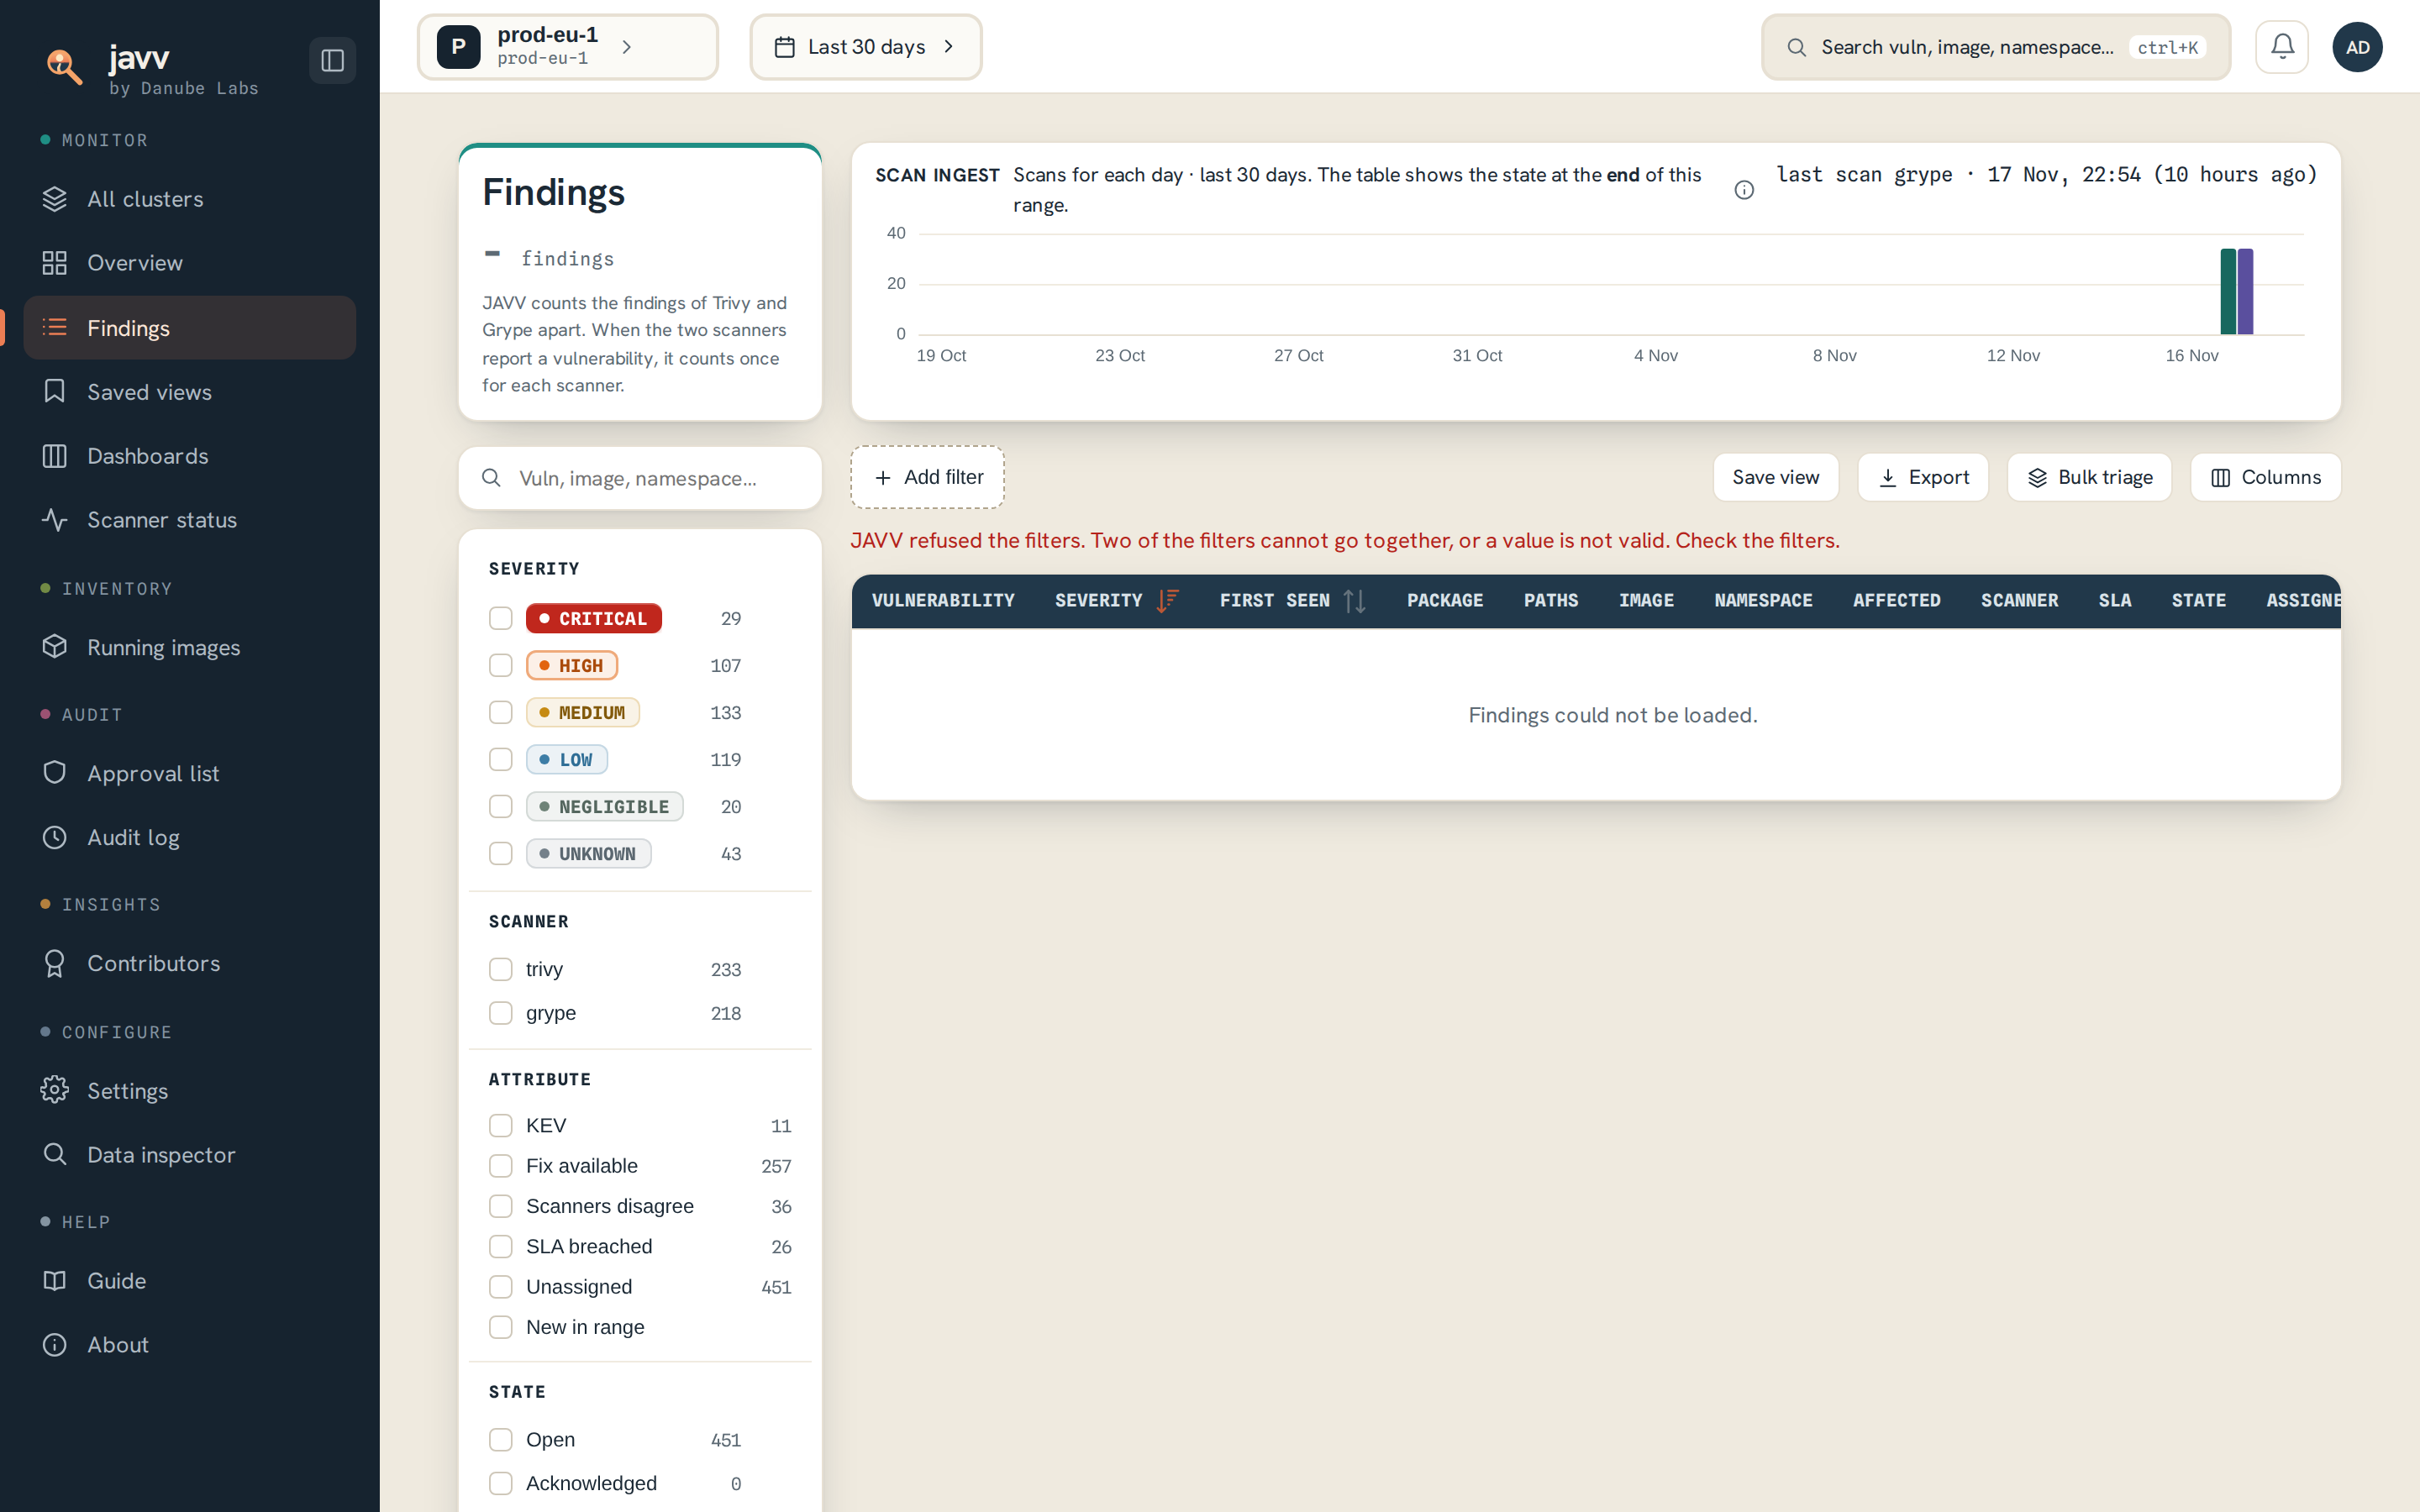 javv
by Danube Labs
MONITOR
All clusters
Overview
Findings
Saved views
Dashboards
Scanner status
INVENTORY
Running images
AUDIT
Approval list
Audit log
INSIGHTS
Contributors
CONFIGURE
Settings
Data inspector
HELP
Guide
About
P
prod-eu-1
prod-eu-1
Last 30 days
Search vuln, image, namespace...
ctrl+K
AD
Findings
– findings
JAVV counts the findings of Trivy and
Grype apart. When the two scanners
report a vulnerability, it counts once
for each scanner.
SCAN INGEST Scans for each day · last 30 days. The table shows the state at the end of this
range.
last scan grype · 17 Nov, 22:54 (10 hours ago)
40
20
0
19 Oct 23 Oct 27 Oct 31 Oct 4 Nov 8 Nov 12 Nov 16 Nov
Vuln, image, namespace...
Add filter
Save view
Export
Bulk triage
Columns
JAVV refused the filters. Two of the filters cannot go together, or a value is not valid. Check the filters.
VULNERABILITY SEVERITY FIRST SEEN PACKAGE PATHS IMAGE NAMESPACE AFFECTED SCANNER SLA STATE ASSIGNE
Findings could not be loaded.
SEVERITY
CRITICAL 29
HIGH 107
MEDIUM 133
LOW 119
NEGLIGIBLE 20
UNKNOWN 43
SCANNER
trivy 233
grype 218
ATTRIBUTE
KEV 11
Fix available 257
Scanners disagree 36
SLA breached 26
Unassigned 451
New in range
STATE
Open 451
Acknowledged 0